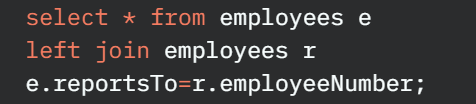 select * from employees e
left join employees r
e.reportsTo=r.employeeNumber;